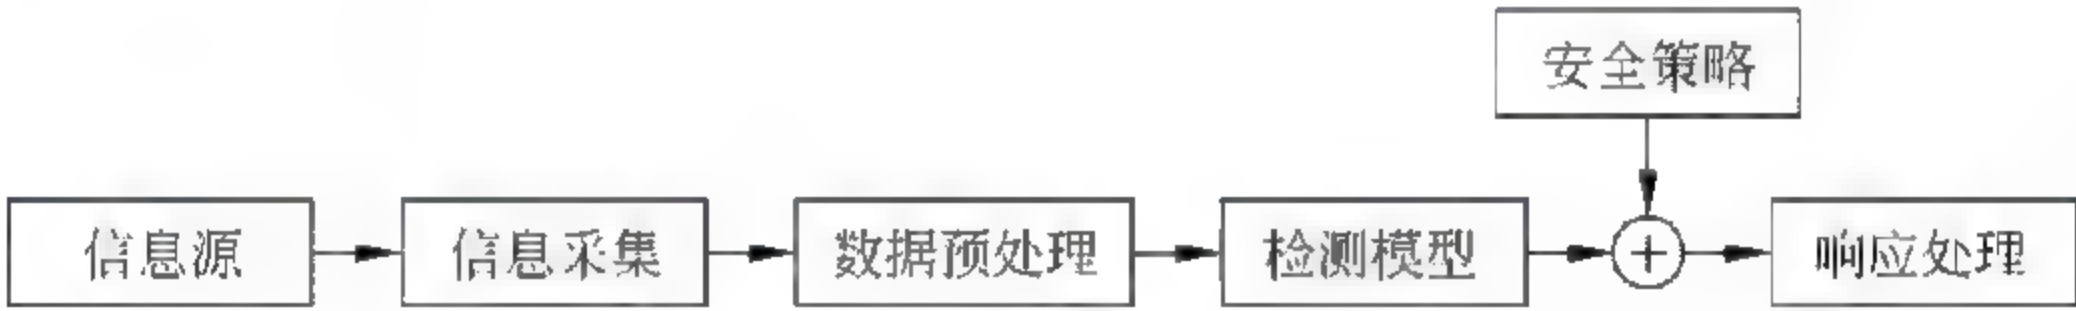 安全策略
信息源
信息采集
数据预处理
检测模型
+
响应处理